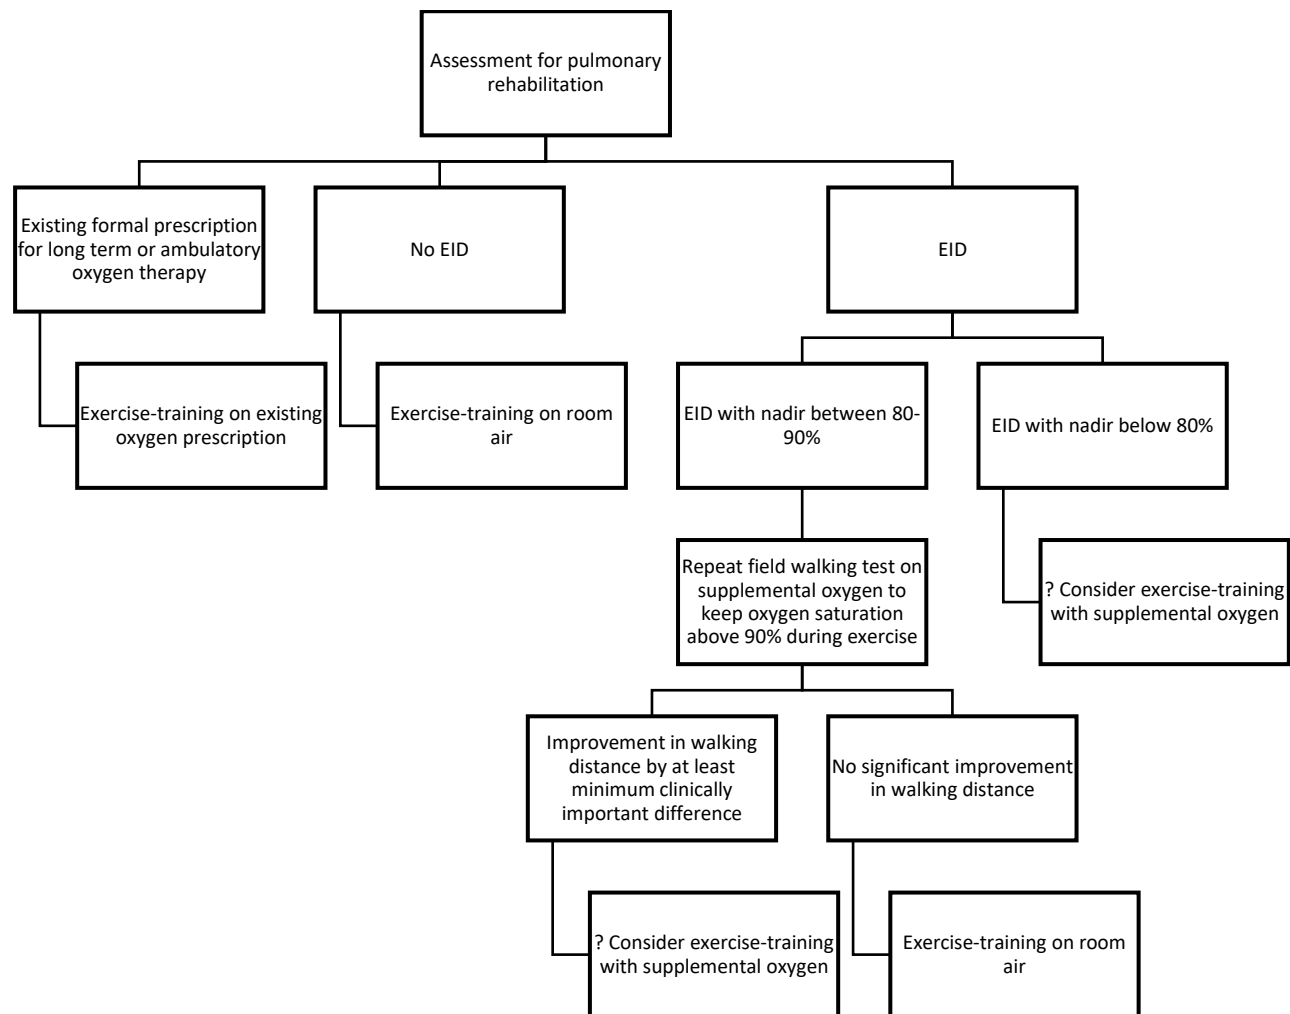 Assessment for pulmonary
rehabilitation
Existing formal prescription
for long term or ambulatory
oxygen therapy
No EID
EID
Exercise-training on existing
oxygen prescription
Exercise-training on room
air
EID with nadir between 80-
90%
EID with nadir below 80%
Repeat field walking test on
supplemental oxygen to
keep oxygen saturation
above 90% during exercise
? Consider exercise-training
with supplemental oxygen
Improvement in walking
distance by at least
minimum clinically
important difference
No significant improvement
in walking distance
? Consider exercise-training
with supplemental oxygen
Exercise-training on room
air